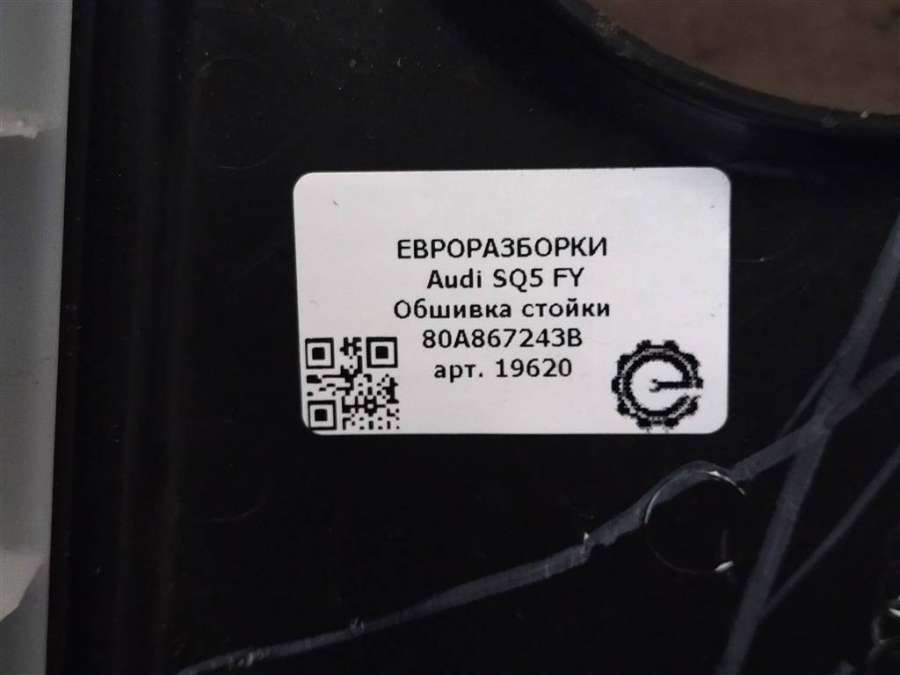 ЕВРОРАЗБОРКИ
Audi SQ5 FY
Обшивка стойки
80A867243B
арт. 19620